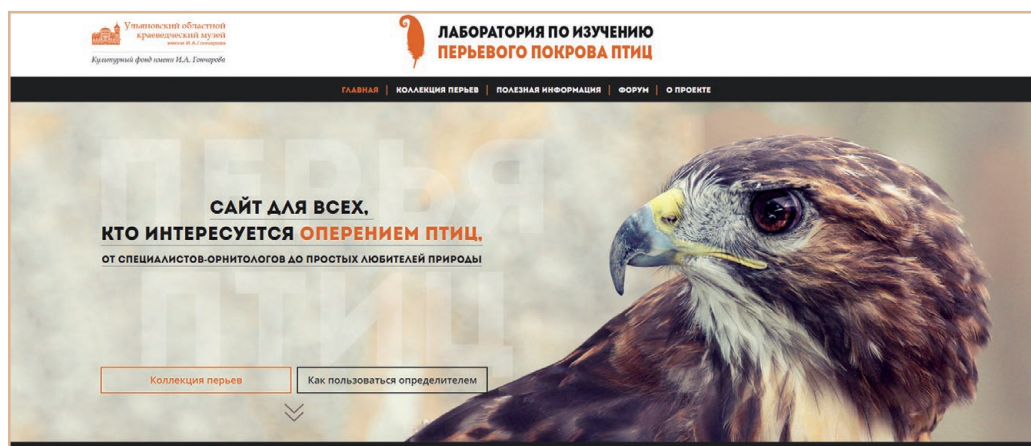 Ульяновский областной
краеведческий музей
имени И.А.Гончарова
Культурный фонд имени И.А. Гончарова
ЛАБОРАТОРИЯ ПО ИЗУЧЕНИЮ
ПЕРЬЕВОГО ПОКРОВА ПТИЦ
ГЛАВНАЯ | КОЛЛЕКЦИЯ ПЕРЬЕВ | ПОЛЕЗНАЯ ИНФОРМАЦИЯ | ФОРУМ | О ПРОЕКТЕ
ПЕРЬЯ
ПТИЦ
САЙТ ДЛЯ ВСЕХ,
КТО ИНТЕРЕСУЕТСЯ ОПЕРЕНИЕМ ПТИЦ,
ОТ СПЕЦИАЛИСТОВ-ОРНИТОЛОГОВ ДО ПРОСТЫХ ЛЮБИТЕЛЕЙ ПРИРОДЫ
Коллекция перьев
Как пользоваться определителем